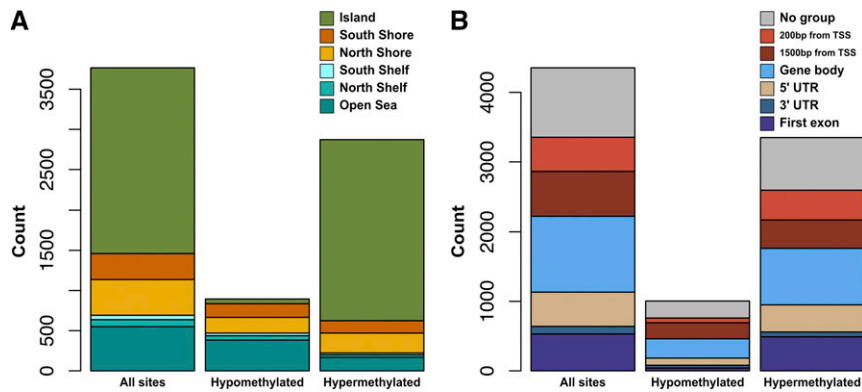 A
Island
South Shore
North Shore
South Shelf
North Shelf
Open Sea
Count
3500
2500
1500
500
0
All sites
Hypomethylated
Hypermethylated
B
No group
200bp from TSS
1500bp from TSS
Gene body
5' UTR
3' UTR
First exon
Count
4000
3000
2000
1000
0
All sites
Hypomethylated
Hypermethylated